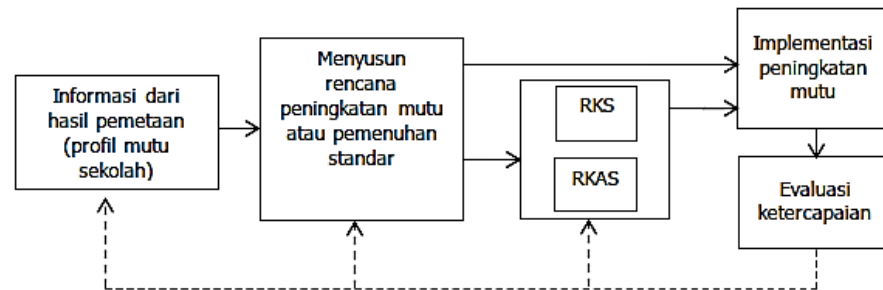 Informasi dari
hasil pemetaan
(profil mutu
sekolah)
Menyusun
rencana
peningkatan mutu
atau pemenuhan
standar
RKS
RKAS
Implementasi
peningkatan
mutu
Evaluasi
ketercapaian